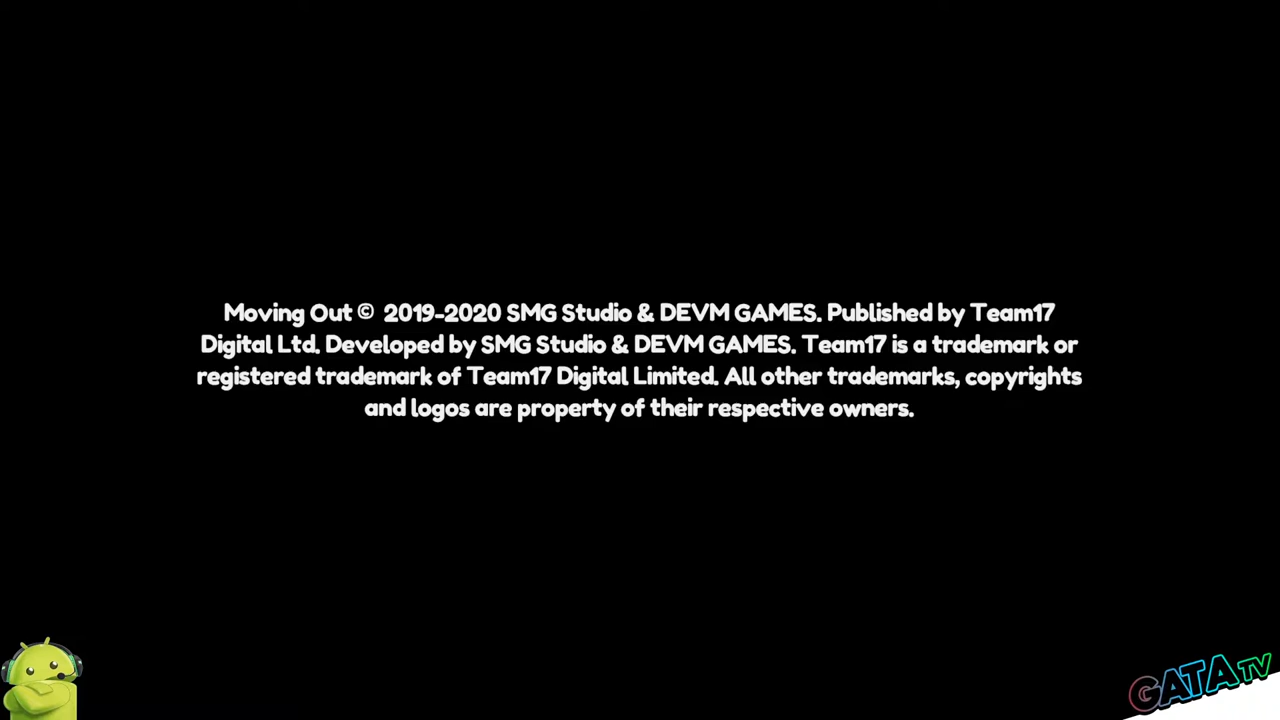 Moving Out © 2019-2020 SMG Studio & DEVM GAMES. Published by Team17
Digital Ltd. Developed by SMG Studio & DEVM GAMES. Team17 is a trademark or
registered trademark of Team17 Digital Limited. All other trademarks, copyrights
and logos are property of their respective owners.
GATA TV